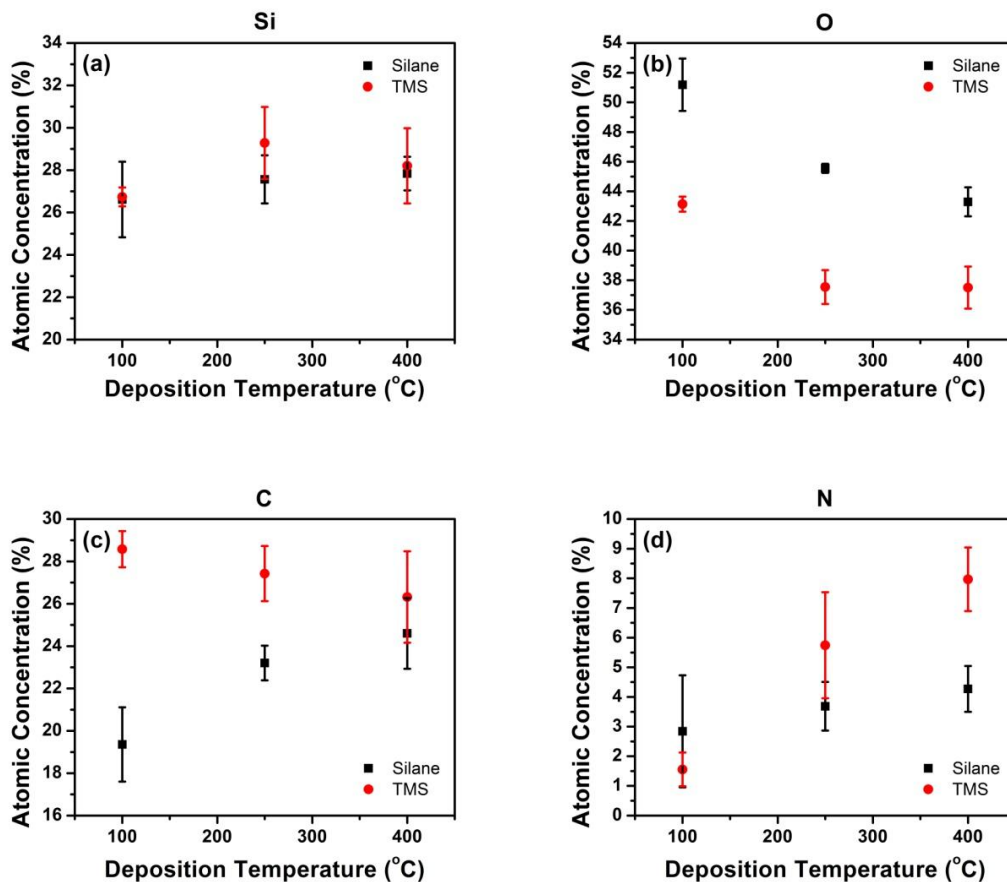 Si
(a)
Silane
TMS
34
32
30
28
26
24
22
20
100
200
300
400
Atomic Concentration (%)
Deposition Temperature (°C)
O
(b)
Silane
TMS
54
52
50
48
46
44
42
40
38
36
34
100
200
300
400
Atomic Concentration (%)
Deposition Temperature (°C)
C
(c)
30
28
26
24
22
20
18
16
Silane
TMS
100
200
300
400
Atomic Concentration (%)
Deposition Temperature (°C)
N
(d)
10
9
8
7
6
5
4
3
2
1
0
Silane
TMS
100
200
300
400
Atomic Concentration (%)
Deposition Temperature (°C)